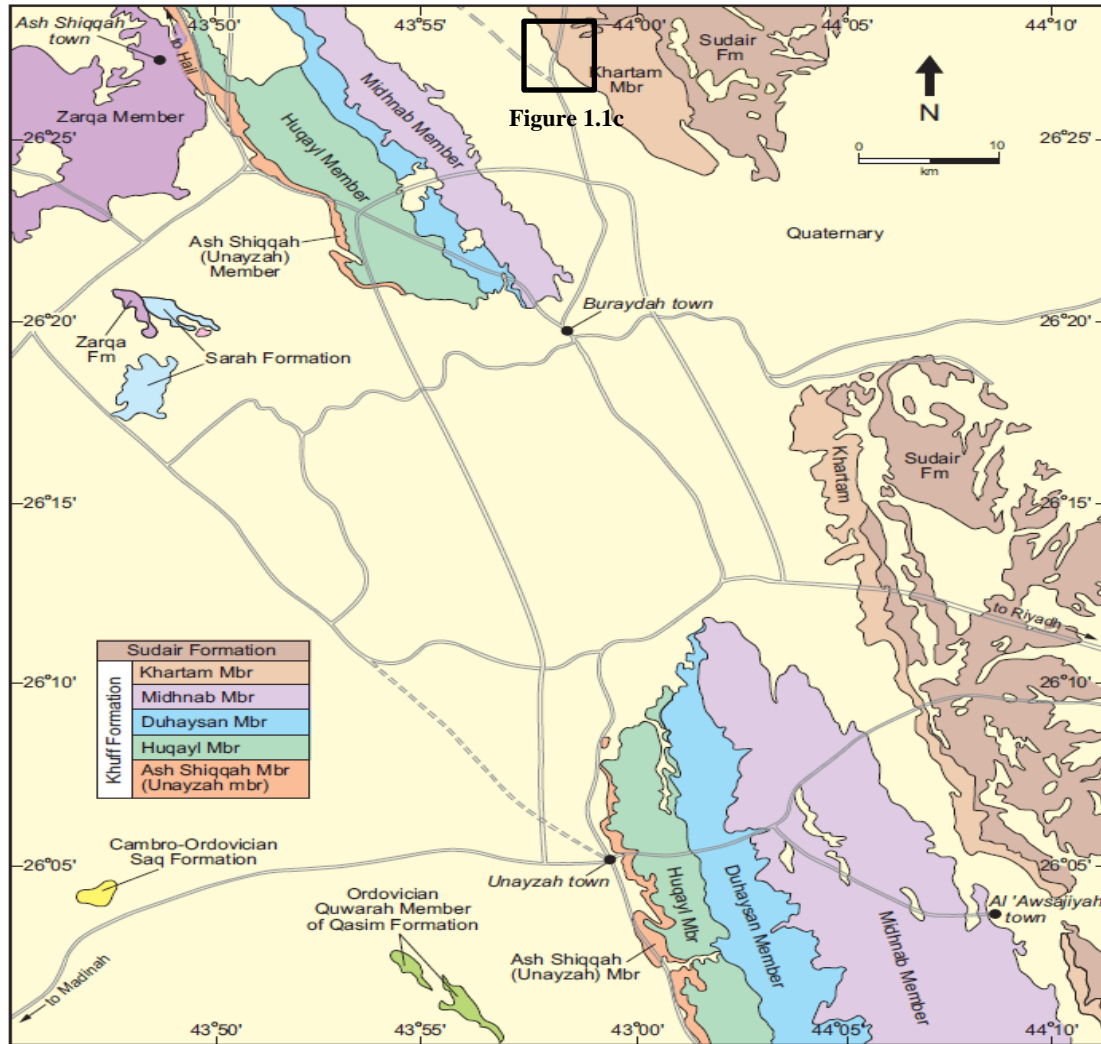 Ash Shiqqah
town
43°50'
43°55'
44°00'
44°05'
44°10'
to Hail
Sudair
Fm
Khartam
Mbr
N
Zarqa Member
Midhnab Member
Figure 1.1c
26°25'
26°25'
0
10
km
Huqayl Member
Quaternary
Ash Shiqqah
(Unayzah)
Member
Buraydah town
26°20'
26°20'
Zarqa
Fm
Sarah Formation
Khartam
Sudair
Fm
26°15'
26°15'
to Riyadh
Sudair Formation
Khuff Formation
Khartam Mbr
Midhnab Mbr
Duhaysan Mbr
Huqayl Mbr
Ash Shiqqah Mbr
(Unayzah mbr)
26°10'
26°10'
Cambro-Ordovician
Saq Formation
26°05'
26°05'
Unayzah town
Ordovician
Quwarah Member
of Qasim Formation
Huqayl Mbr
Duhaysan Member
Midhnab Member
Al 'Awsajiyah
town
Ash Shiqqah
(Unayzah) Mbr
to Madinah
43°50'
43°55'
43°00'
44°05'
44°10'